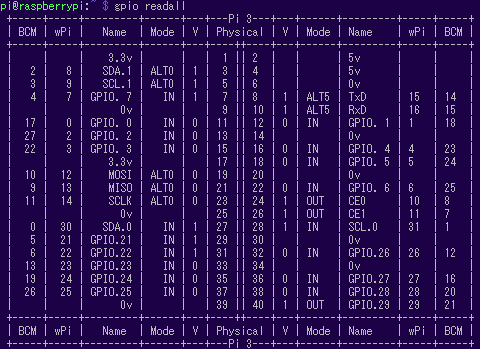 pi@raspberrypi:~ $ gpio readall
+-----+-----+---------+------+---+---Pi 3---+---+------+---------+-----+-----+
| BCM | wPi |   Name  | Mode | V | Physical | V | Mode | Name    | wPi | BCM |
+-----+-----+---------+------+---+----++----+---+------+---------+-----+-----+
|     |     |    3.3v |      |   |  1 || 2  |   |      | 5v      |     |     |
|   2 |   8 |   SDA.1 | ALT0 | 1 |  3 || 4  |   |      | 5v      |     |     |
|   3 |   9 |   SCL.1 | ALT0 | 1 |  5 || 6  |   |      | 0v      |     |     |
|   4 |   7 | GPIO. 7 |   IN | 1 |  7 || 8  | 1 | ALT5 | TxD     | 15  | 14  |
|     |     |      0v |      |   |  9 || 10 | 1 | ALT5 | RxD     | 16  | 15  |
|  17 |   0 | GPIO. 0 |   IN | 0 | 11 || 12 | 0 | IN   | GPIO. 1 | 1   | 18  |
|  27 |   2 | GPIO. 2 |   IN | 0 | 13 || 14 |   |      | 0v      |     |     |
|  22 |   3 | GPIO. 3 |   IN | 0 | 15 || 16 | 0 | IN   | GPIO. 4 | 4   | 23  |
|     |     |    3.3v |      |   | 17 || 18 | 0 | IN   | GPIO. 5 | 5   | 24  |
|  10 |  12 |    MOSI | ALT0 | 0 | 19 || 20 |   |      | 0v      |     |     |
|   9 |  13 |    MISO | ALT0 | 0 | 21 || 22 | 0 | IN   | GPIO. 6 | 6   | 25  |
|  11 |  14 |    SCLK | ALT0 | 0 | 23 || 24 | 1 | OUT  | CE0     | 10  | 8   |
|     |     |      0v |      |   | 25 || 26 | 1 | OUT  | CE1     | 11  | 7   |
|   0 |  30 |   SDA.0 |   IN | 1 | 27 || 28 | 1 | IN   | SCL.0   | 31  | 1   |
|   5 |  21 | GPIO.21 |   IN | 1 | 29 || 30 |   |      | 0v      |     |     |
|   6 |  22 | GPIO.22 |   IN | 1 | 31 || 32 | 0 | IN   | GPIO.26 | 26  | 12  |
|  13 |  23 | GPIO.23 |   IN | 0 | 33 || 34 |   |      | 0v      |     |     |
|  19 |  24 | GPIO.24 |   IN | 0 | 35 || 36 | 0 | IN   | GPIO.27 | 27  | 16  |
|  26 |  25 | GPIO.25 |   IN | 0 | 37 || 38 | 0 | IN   | GPIO.28 | 28  | 20  |
|     |     |      0v |      |   | 39 || 40 | 1 | OUT  | GPIO.29 | 29  | 21  |
+-----+-----+---------+------+---+----++----+---+------+---------+-----+-----+
| BCM | wPi |   Name  | Mode | V | Physical | V | Mode | Name    | wPi | BCM |
+-----+-----+---------+------+---+---Pi 3---+---+------+---------+-----+-----+